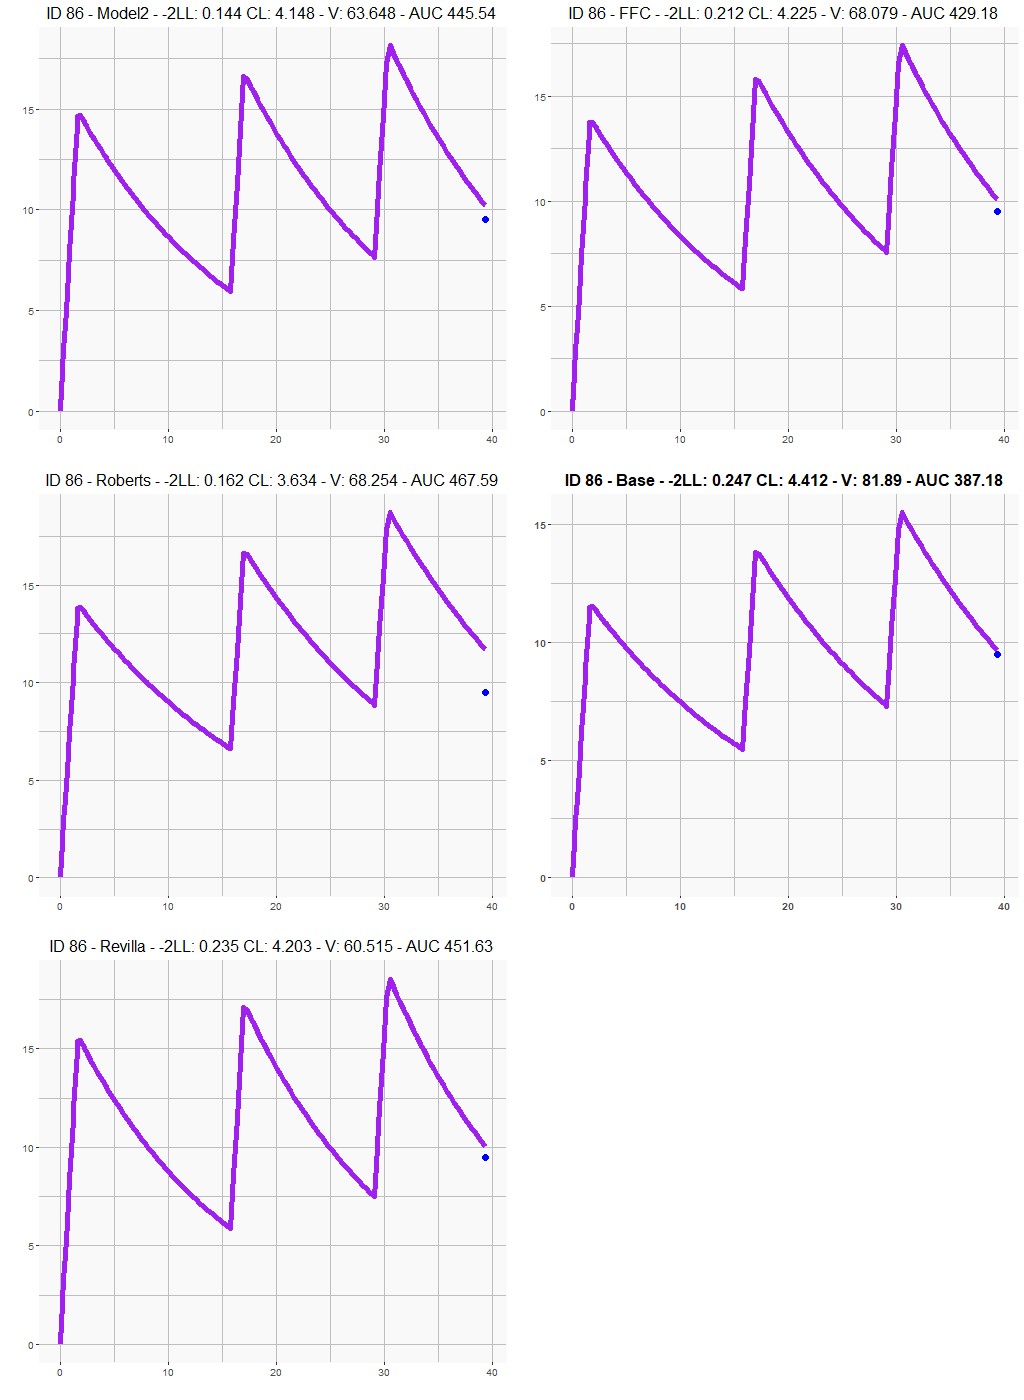 ID 86 - Model2 - -2LL: 0.144 CL: 4.148 - V: 63.648 - AUC 445.54
15
10
5
0
0 10 20 30 40
ID 86 - FFC - -2LL: 0.212 CL: 4.225 - V: 68.079 - AUC 429.18
15
10
5
0
0 10 20 30 40
ID 86 - Roberts - -2LL: 0.162 CL: 3.634 - V: 68.254 - AUC 467.59
15
10
5
0
0 10 20 30 40
ID 86 - Base - -2LL: 0.247 CL: 4.412 - V: 81.89 - AUC 387.18
15
10
5
0
0 10 20 30 40
ID 86 - Revilla - -2LL: 0.235 CL: 4.203 - V: 60.515 - AUC 451.63
15
10
5
0
0 10 20 30 40